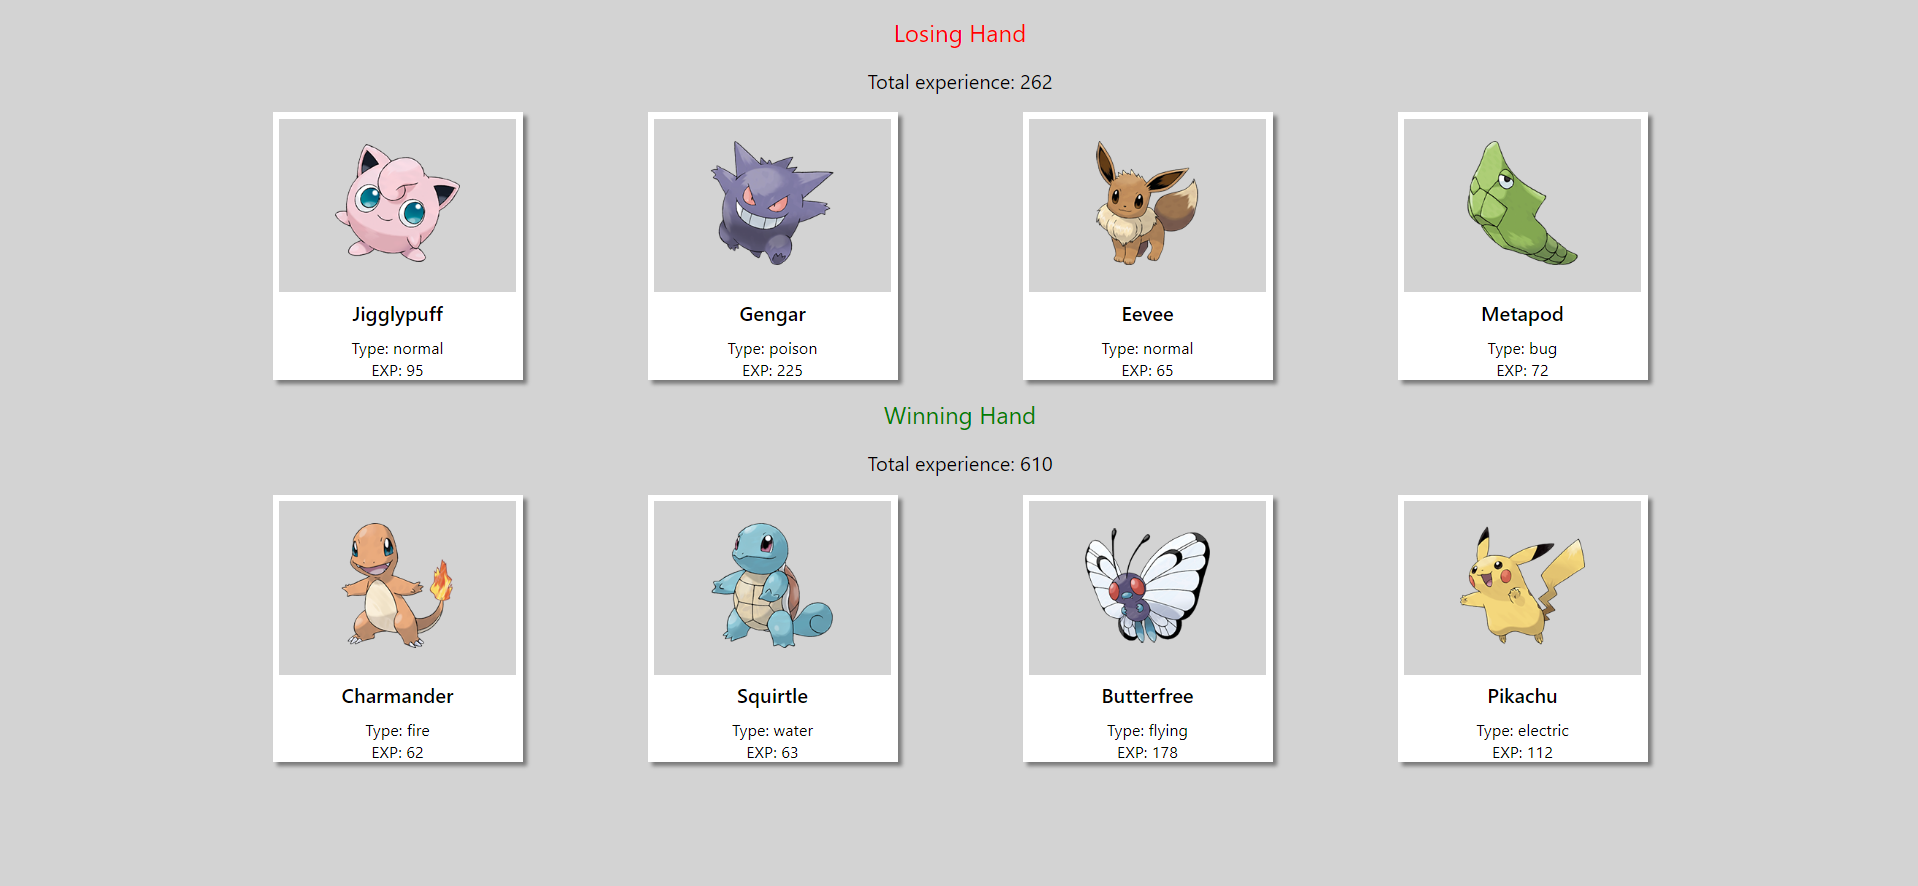 Losing Hand
Total experience: 262
Jigglypuff
Type: normal
EXP: 95
Gengar
Type: poison
EXP: 225
Eevee
Type: normal
EXP: 65
Metapod
Type: bug
EXP: 72
Winning Hand
Total experience: 610
Charmander
Type: fire
EXP: 62
Squirtle
Type: water
EXP: 63
Butterfree
Type: flying
EXP: 178
Pikachu
Type: electric
EXP: 112